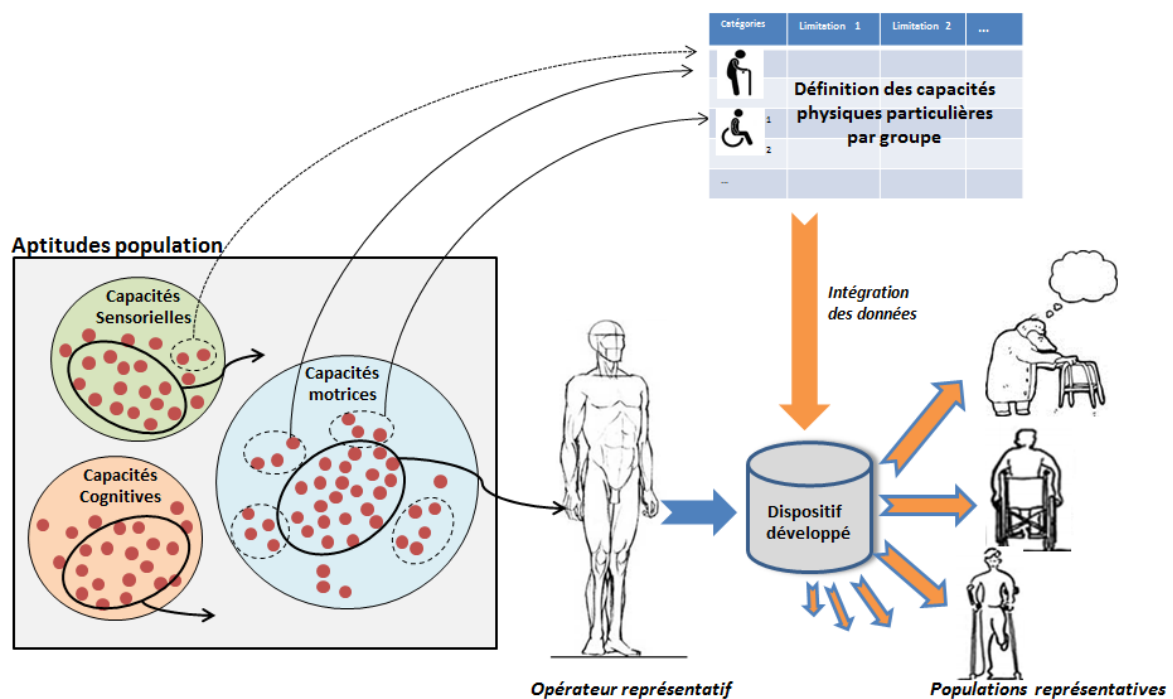 Catégories Limitation 1 Limitation 2 ...
Définition des capacités
physiques particulières
par groupe
1
2
...
Aptitudes population
Capacités
Sensorielles
Capacités
motrices
Capacités
Cognitives
Intégration
des données
Dispositif
développé
Opérateur représentatif
Populations représentatives